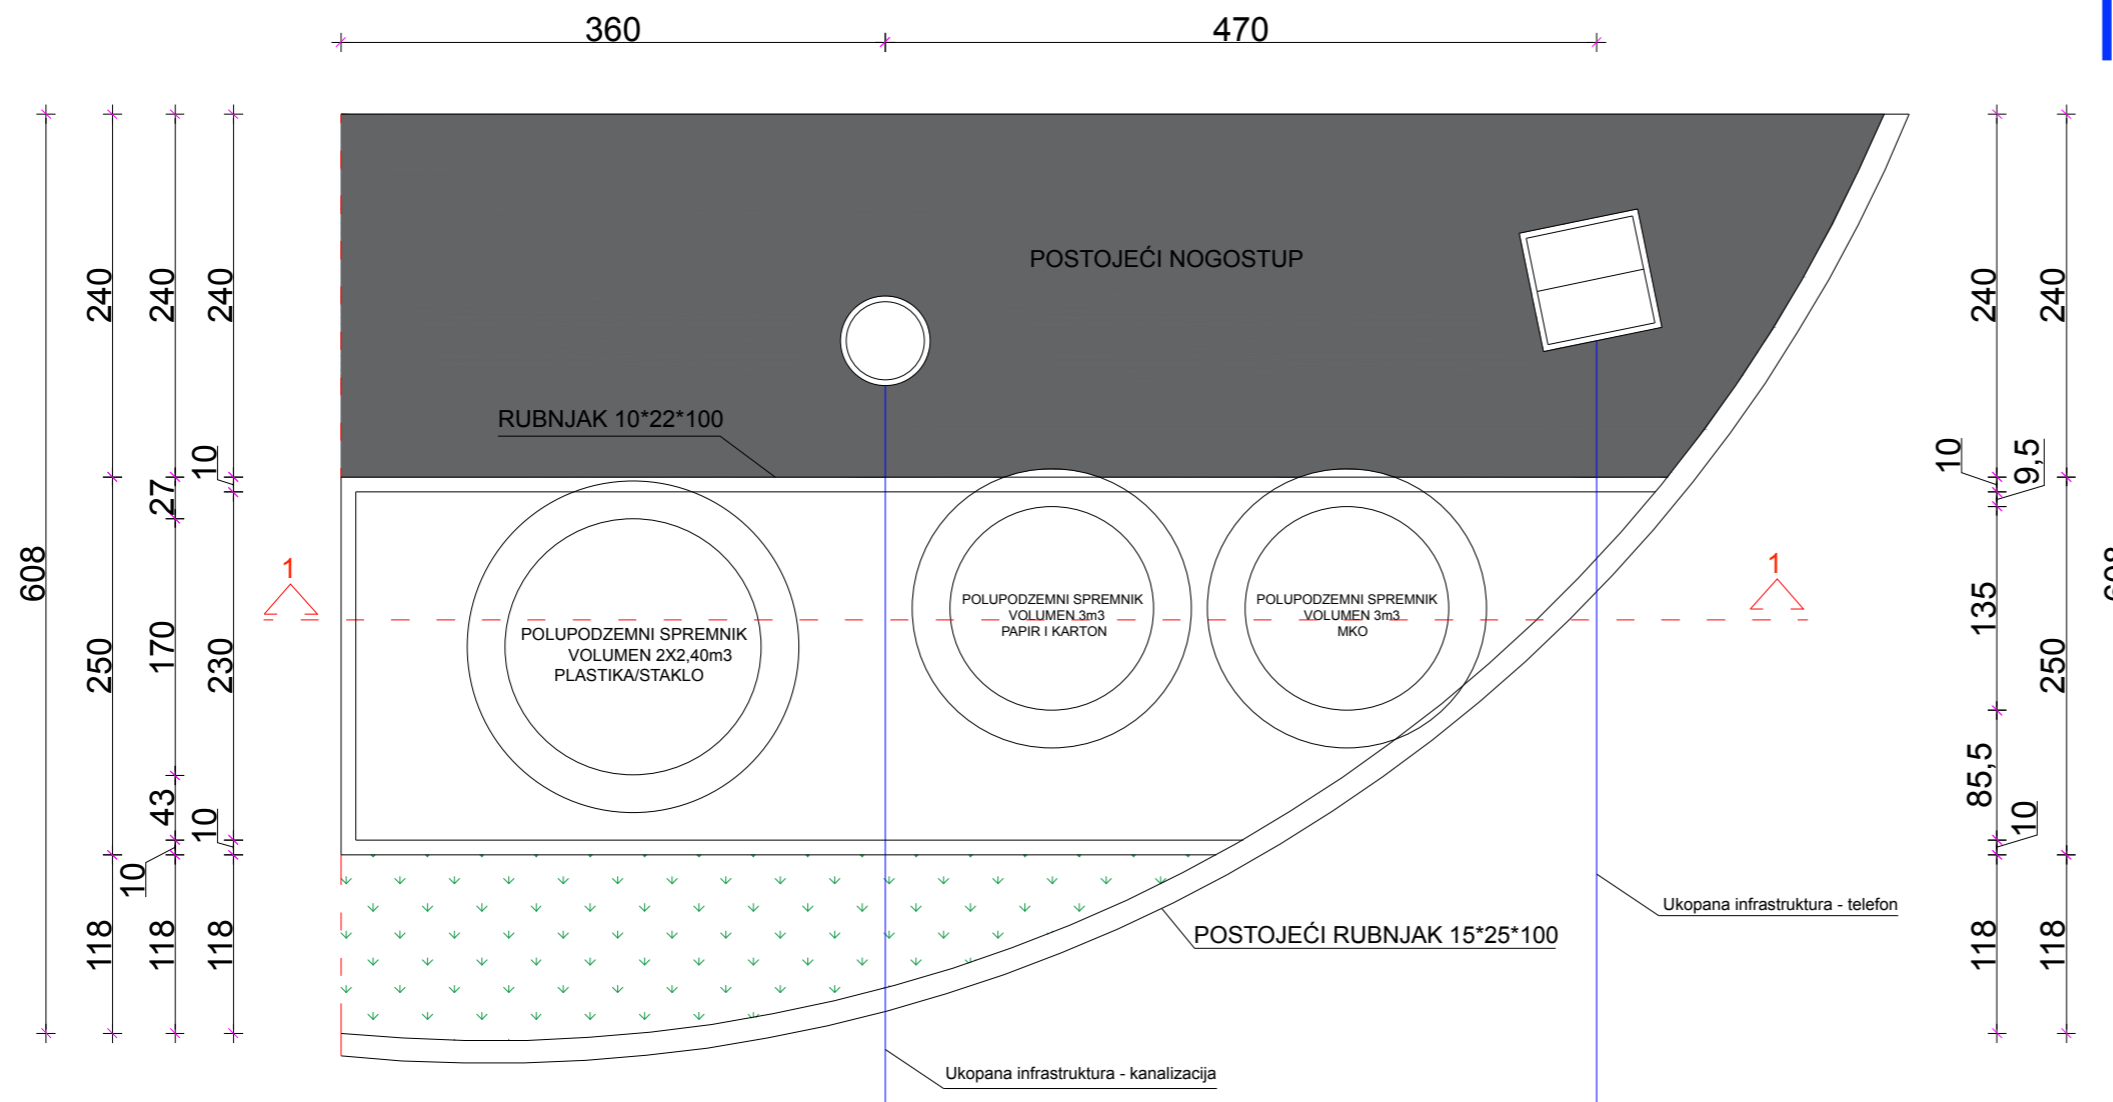 360
470
POSTOJEĆI NOGOSTUP
RUBNJAK 10*22*100
240
240
240
240
240
10
27
10
10
9,5
608
250
170
230
43
10
10
118
118
118
1
1
POLUPODZEMNI SPREMNIK
VOLUMEN 2X2,40m3
PLASTIKA/STAKLO
POLUPODZEMNI SPREMNIK
VOLUMEN 3m3
PAPIR I KARTON
POLUPODZEMNI SPREMNIK
VOLUMEN 3m3
MKO
135
250
85,5
10
118
118
Ukopana infrastruktura - telefon
POSTOJEĆI RUBNJAK 15*25*100
Ukopana infrastruktura - kanalizacija